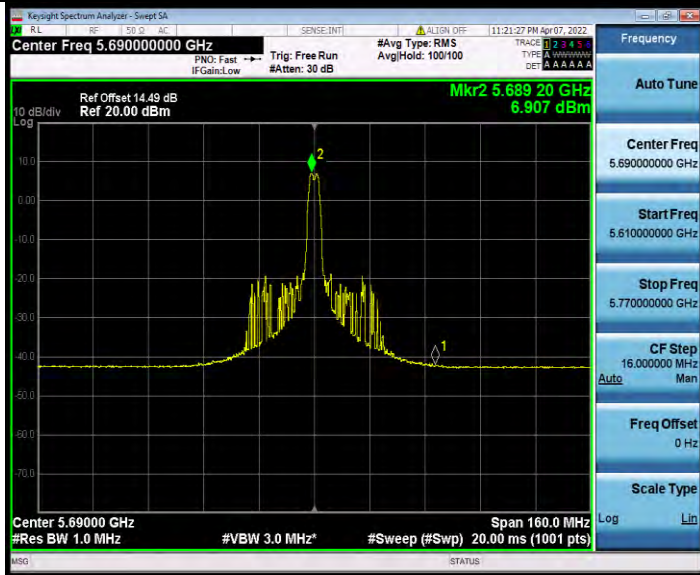 Keysight Spectrum Analyzer - Swept SA
RL RF 50 Ω AC SENSE:INT ALIGN OFF 11:21:27 PM Apr 07, 2022
Center Freq 5.690000000 GHz
PNO: Fast
IFGain:Low
Trig: Free Run
#Atten: 30 dB
#Avg Type: RMS
Avg|Hold: 100/100
TRACE 1 2 3 4 5 6
TYPE A
DET A A A A A A
Mkr2 5.689 20 GHz
6.907 dBm
Ref Offset 14.49 dB
Ref 20.00 dBm
10 dB/div
Log
2
10.0
0.00
-10.0
-20.0
-30.0
1
-40.0
-50.0
-60.0
-70.0
Center 5.69000 GHz
Span 160.0 MHz
#Res BW 1.0 MHz
#VBW 3.0 MHz*
#Sweep (#Swp) 20.00 ms (1001 pts)
MSG
STATUS
Frequency
Auto Tune
Center Freq
5.690000000 GHz
Start Freq
5.610000000 GHz
Stop Freq
5.770000000 GHz
CF Step
16.000000 MHz
Auto Man
Freq Offset
0 Hz
Scale Type
Log Lin